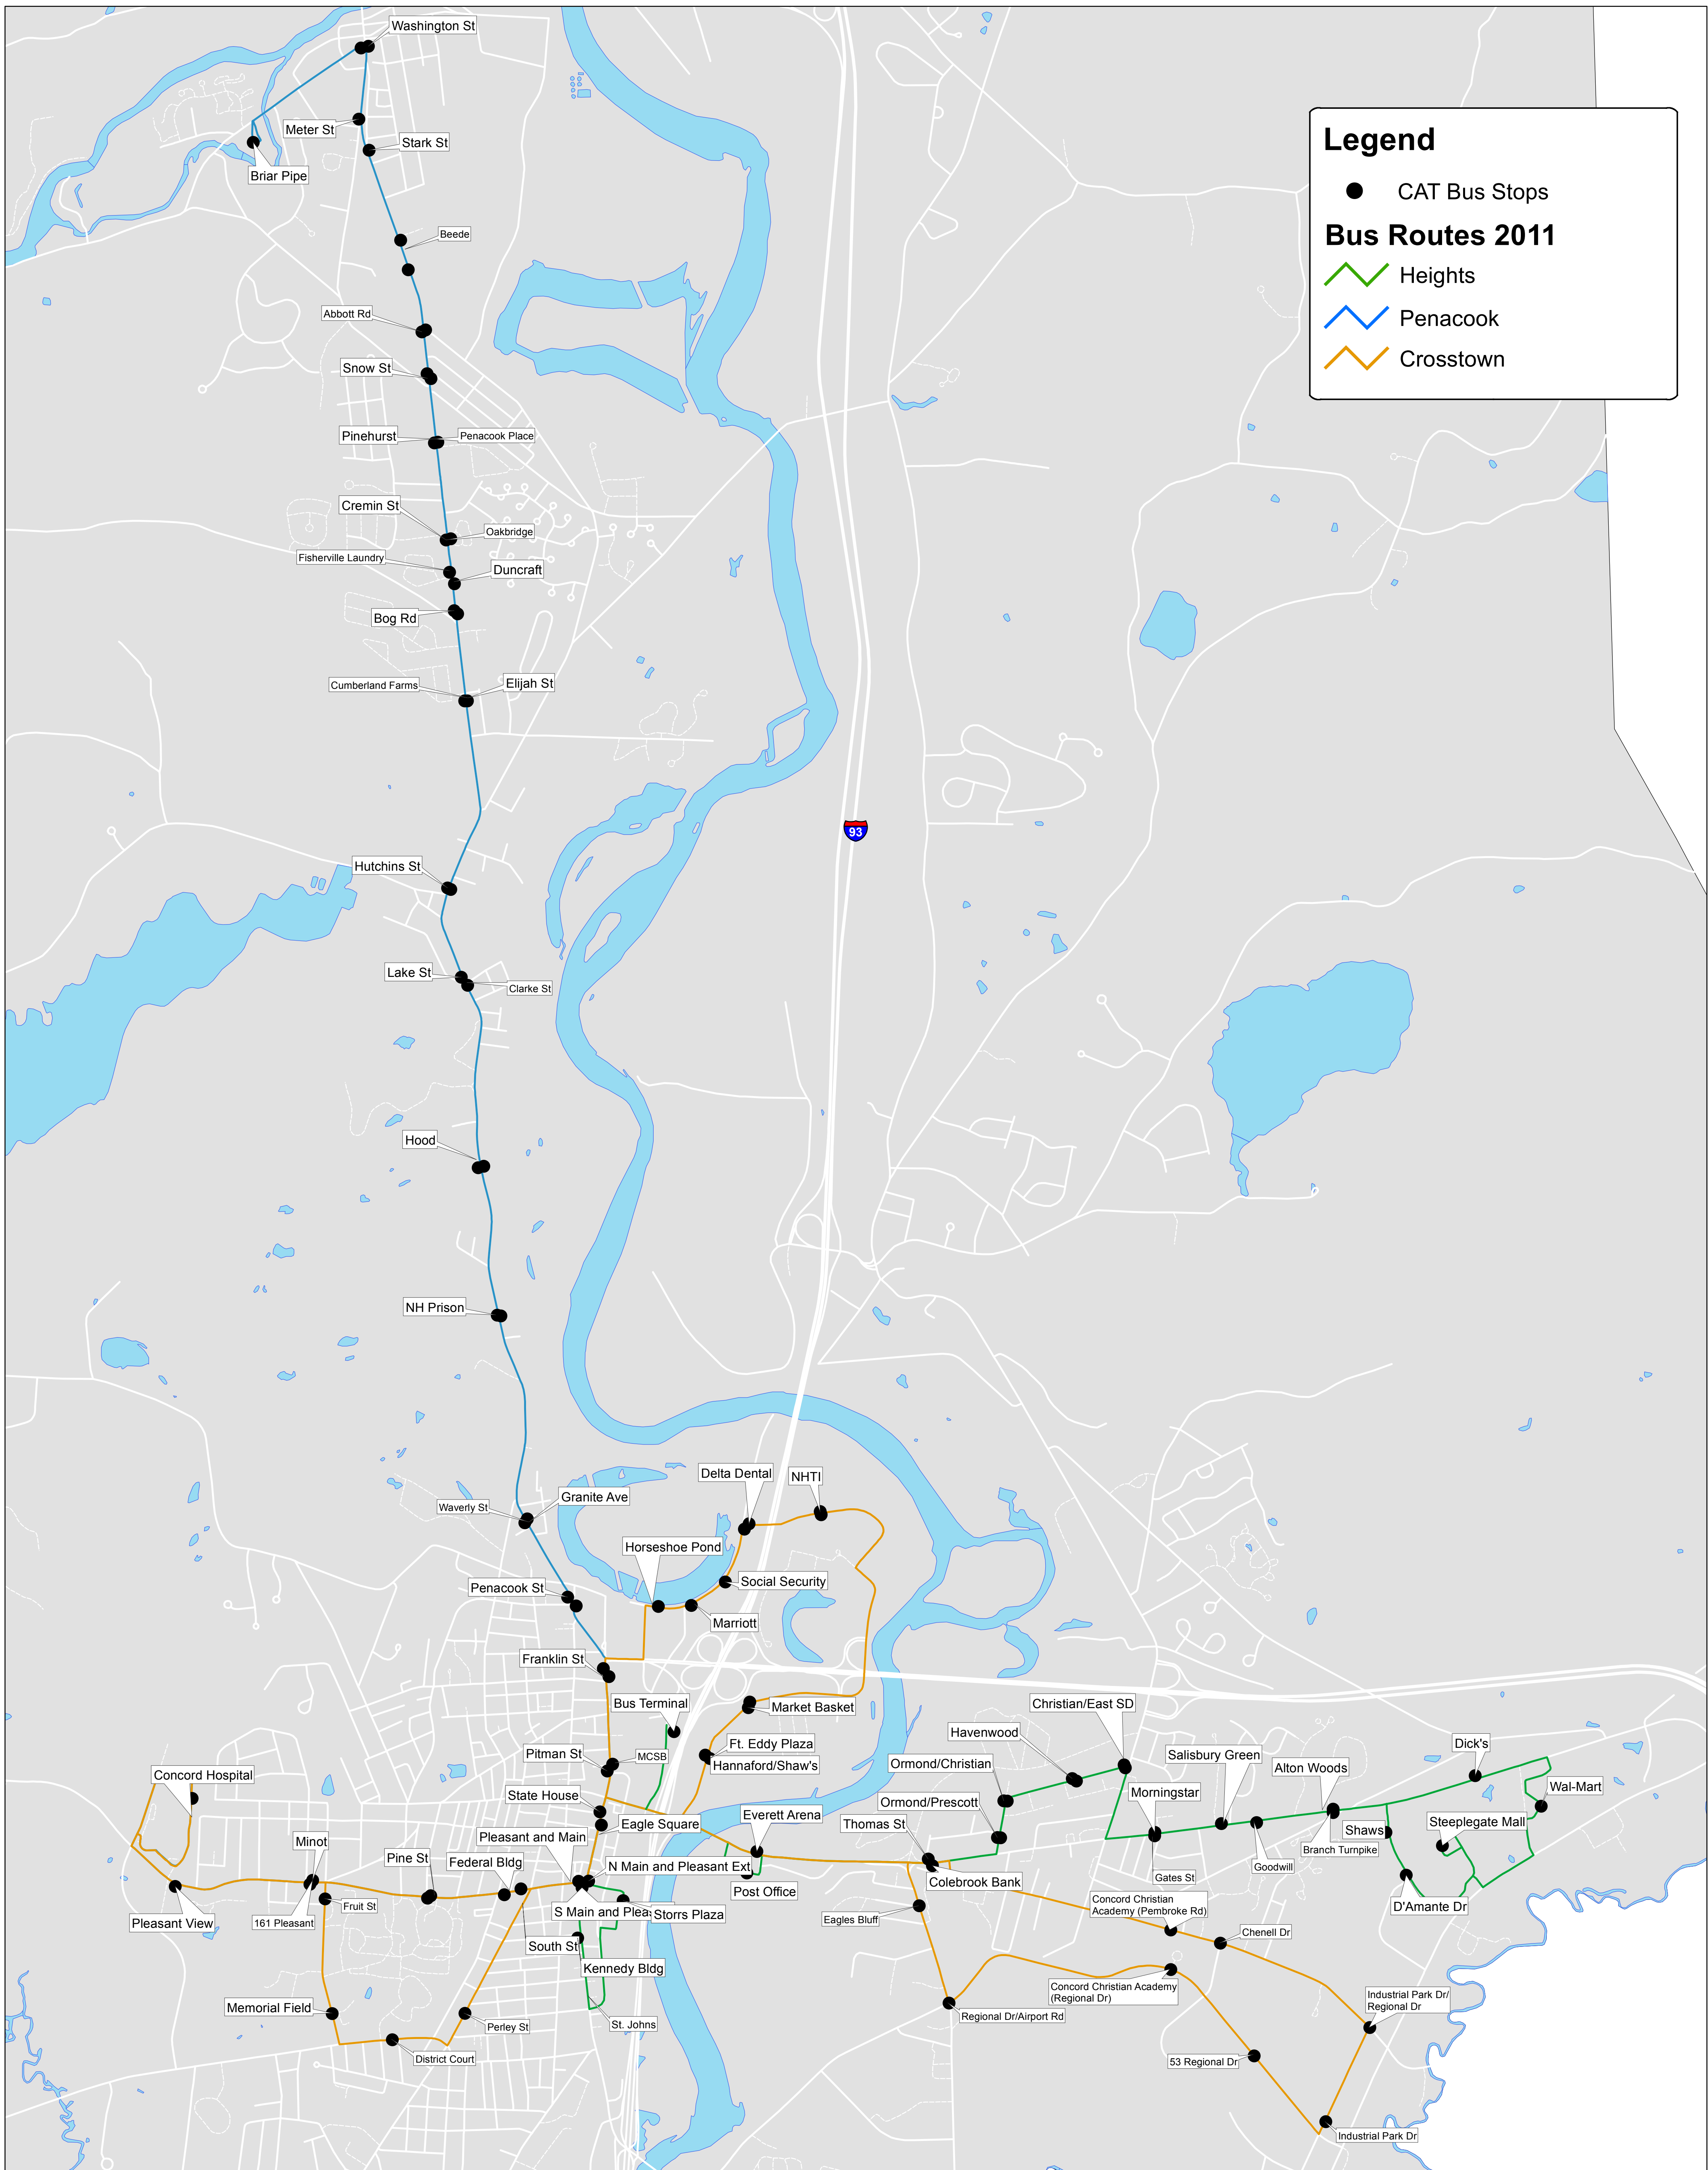 Washington St
Legend
CAT Bus Stops
Bus Routes 2011
Heights
Penacook
Crosstown
Meter St
Stark St
Briar Pipe
Beede
Abbott Rd
Snow St
Pinehurst
Penacook Place
Cremin St
Oakbridge
Fisherville Laundry
Duncraft
Bog Rd
Cumberland Farms
Elijah St
93
Hutchins St
Lake St
Clarke St
Hood
NH Prison
Delta Dental
NHTI
Granite Ave
Waverly St
Horseshoe Pond
Social Security
Penacook St
Marriott
Franklin St
Bus Terminal
Market Basket
Christian/East SD
Havenwood
Ft. Eddy Plaza
Pitman St
MCSB
Hannaford/Shaw's
Salisbury Green
Dick's
Ormond/Christian
Alton Woods
Concord Hospital
Wal-Mart
Morningstar
State House
Ormond/Prescott
Everett Arena
Eagle Square
Thomas St
Steeplegate Mall
Shaws
Pleasant and Main
Minot
Branch Turnpike
Pine St
Federal Bldg
N Main and Pleasant Ext
Goodwill
Gates St
Colebrook Bank
Post Office
Concord Christian
Academy (Pembroke Rd)
D'Amante Dr
Fruit St
S Main and Plea
Storrs Plaza
Eagles Bluff
Pleasant View
161 Pleasant
Chenell Dr
South St
Kennedy Bldg
Concord Christian Academy
(Regional Dr)
Industrial Park Dr/
Regional Dr
Memorial Field
Regional Dr/Airport Rd
Perley St
St. Johns
District Court
53 Regional Dr
Industrial Park Dr